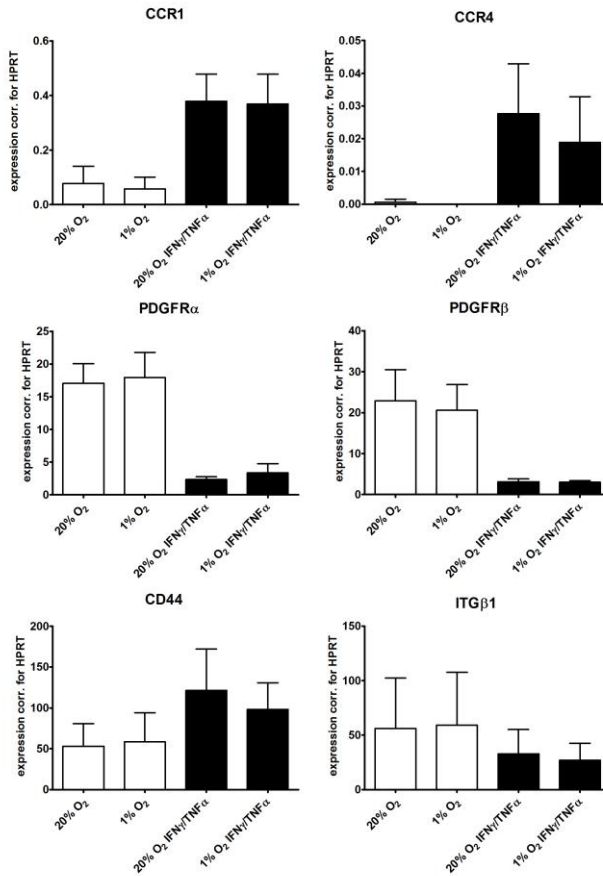 CCR1
expression corr. for HPRT
0.6
0.4
0.2
0.0
20% O₂
1% O₂
20% O₂ IFNγ/TNFα
1% O₂ IFNγ/TNFα
CCR4
expression corr. for HPRT
0.05
0.04
0.03
0.02
0.01
0.00
20% O₂
1% O₂
20% O₂ IFNγ/TNFα
1% O₂ IFNγ/TNFα
PDGFRα
expression corr. for HPRT
25
20
15
10
5
0
20% O₂
1% O₂
20% O₂ IFNγ/TNFα
1% O₂ IFNγ/TNFα
PDGFRβ
expression corr. for HPRT
40
30
20
10
0
20% O₂
1% O₂
20% O₂ IFNγ/TNFα
1% O₂ IFNγ/TNFα
CD44
expression corr. for HPRT
200
150
100
50
0
20% O₂
1% O₂
20% O₂ IFNγ/TNFα
1% O₂ IFNγ/TNFα
ITGβ1
expression corr. for HPRT
150
100
50
0
20% O₂
1% O₂
20% O₂ IFNγ/TNFα
1% O₂ IFNγ/TNFα